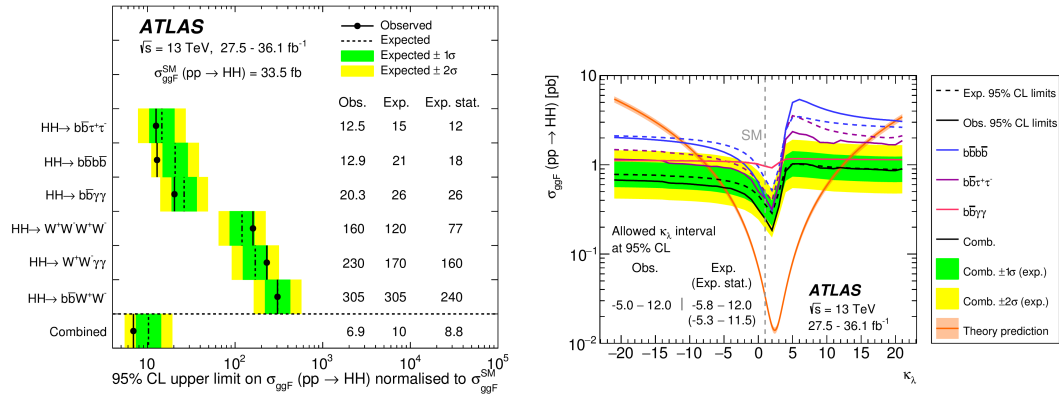 ATLAS
√s = 13 TeV, 27.5 - 36.1 fb⁻¹
σ^SM_ggF (pp → HH) = 33.5 fb
Observed
Expected
Expected ± 1σ
Expected ± 2σ
Obs. Exp. Exp. stat.
HH→ bb̅τ⁺τ⁻ 12.5 15 12
HH→ bb̅bb̅ 12.9 21 18
HH→ bb̅γγ 20.3 26 26
HH→ W⁺W⁻W⁺W⁻ 160 120 77
HH→ W⁺W⁻γγ 230 170 160
HH→ bb̅W⁺W⁻ 305 305 240
Combined 6.9 10 8.8
10 10² 10³ 10⁴ 10⁵
95% CL upper limit on σ_ggF (pp → HH) normalised to σ^SM_ggF
σ_ggF (pp → HH) [pb]
10
1
10⁻¹
10⁻²
SM
Allowed κ_λ interval
at 95% CL
Obs. Exp.
(Exp. stat.)
-5.0 – 12.0 | -5.8 – 12.0
(-5.3 – 11.5)
ATLAS
√s = 13 TeV
27.5 - 36.1 fb⁻¹
−20 −15 −10 −5 0 5 10 15 20
κ_λ
Exp. 95% CL limits
Obs. 95% CL limits
bb̅bb̅
bb̅τ⁺τ⁻
bb̅γγ
Comb.
Comb. ±1σ (exp.)
Comb. ±2σ (exp.)
Theory prediction